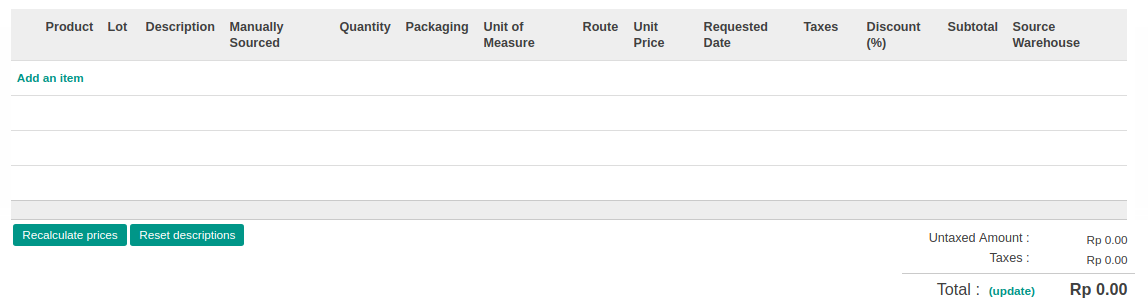 Product Lot Description Manually Sourced Quantity Packaging Unit of Measure Route Unit Price Requested Date Taxes Discount (%) Subtotal Source Warehouse
Add an item
Recalculate prices Reset descriptions
Untaxed Amount : Rp 0.00
Taxes : Rp 0.00
Total : (update) Rp 0.00